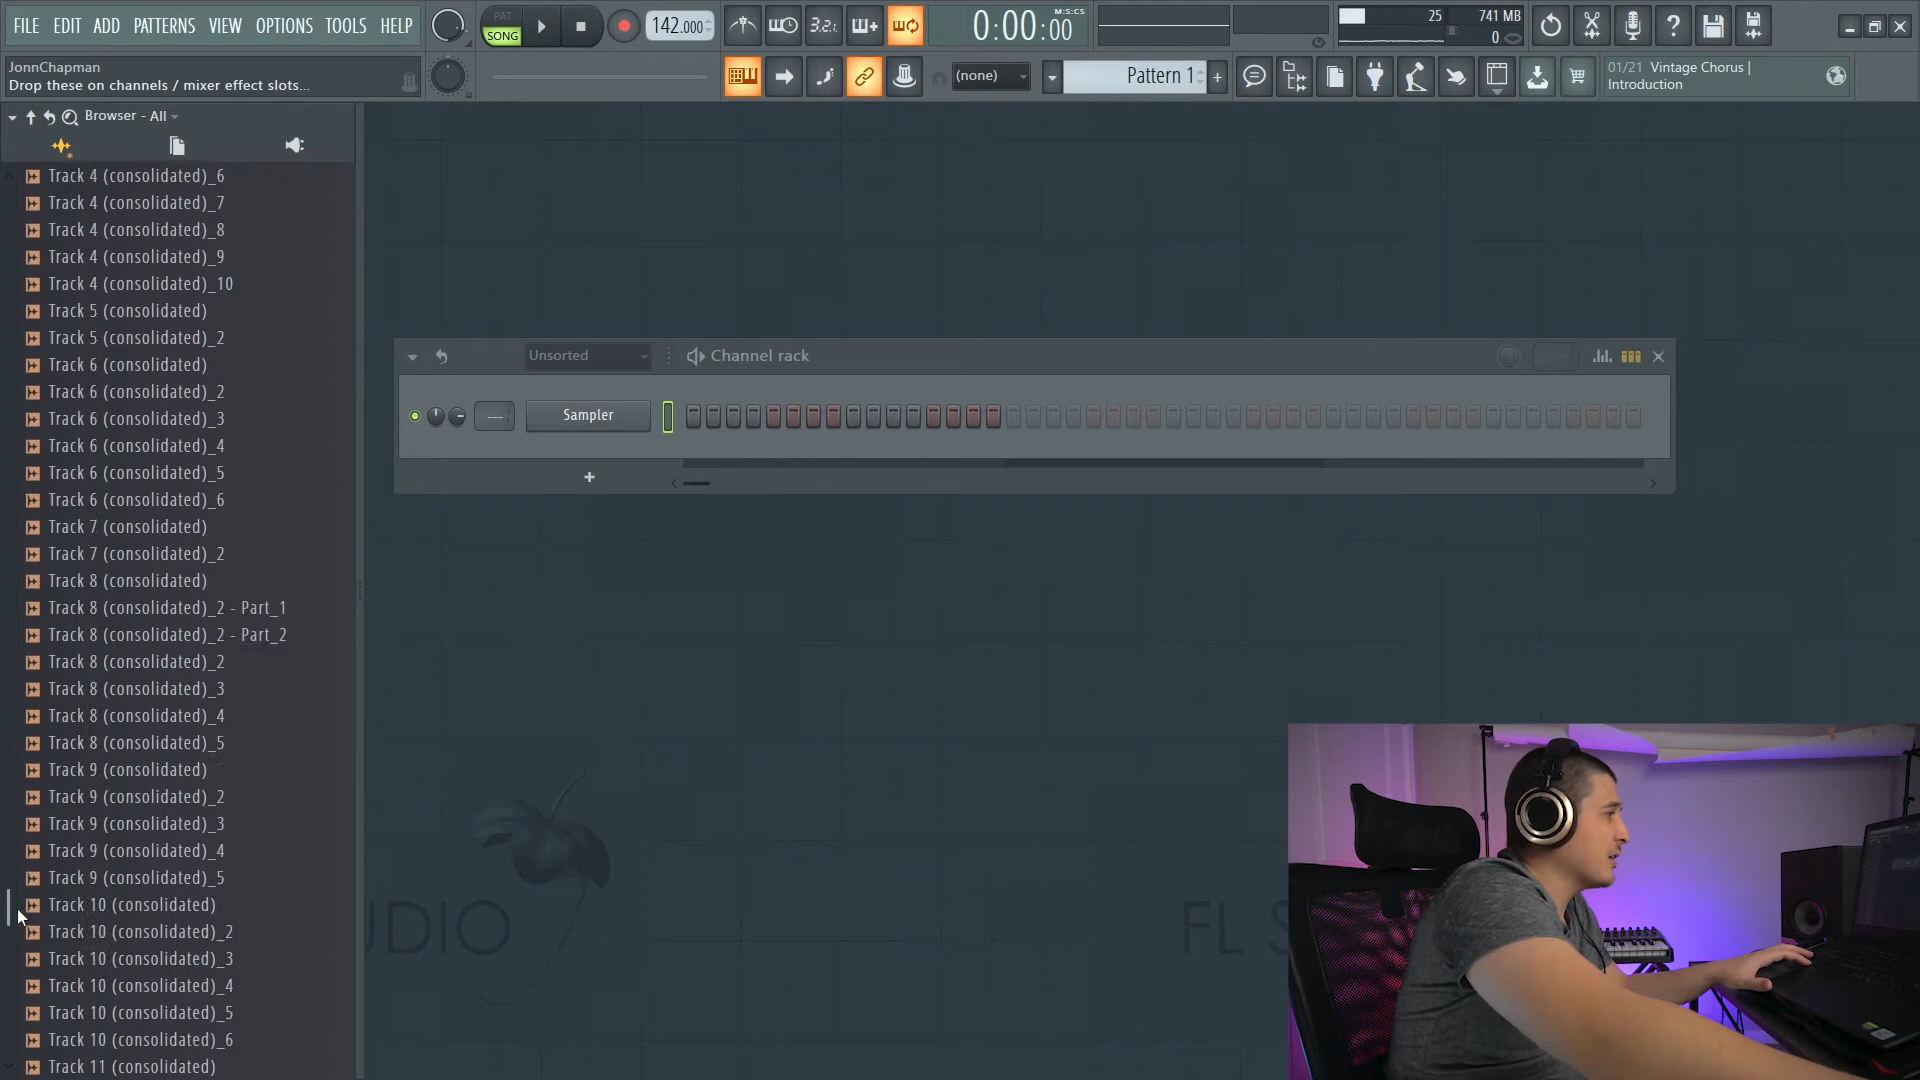 FILE EDIT ADD PATTERNS VIEW OPTIONS TOOLS HELP
PAT
SONG
142.000
3.2.
M:S:CS
0:00:00
25
741 MB
0
JonnChapman
Drop these on channels / mixer effect slots...
(none)
Pattern 1
01/21 Vintage Chorus |
Introduction
Browser - All
Track 4 (consolidated)_6
Track 4 (consolidated)_7
Track 4 (consolidated)_8
Track 4 (consolidated)_9
Track 4 (consolidated)_10
Track 5 (consolidated)
Track 5 (consolidated)_2
Track 6 (consolidated)
Track 6 (consolidated)_2
Track 6 (consolidated)_3
Track 6 (consolidated)_4
Track 6 (consolidated)_5
Track 6 (consolidated)_6
Track 7 (consolidated)
Track 7 (consolidated)_2
Track 8 (consolidated)
Track 8 (consolidated)_2 - Part_1
Track 8 (consolidated)_2 - Part_2
Track 8 (consolidated)_2
Track 8 (consolidated)_3
Track 8 (consolidated)_4
Track 8 (consolidated)_5
Track 9 (consolidated)
Track 9 (consolidated)_2
Track 9 (consolidated)_3
Track 9 (consolidated)_4
Track 9 (consolidated)_5
Track 10 (consolidated)
Track 10 (consolidated)_2
Track 10 (consolidated)_3
Track 10 (consolidated)_4
Track 10 (consolidated)_5
Track 10 (consolidated)_6
Track 11 (consolidated)
Unsorted
Channel rack
---
Sampler
+
UDIO
FL S